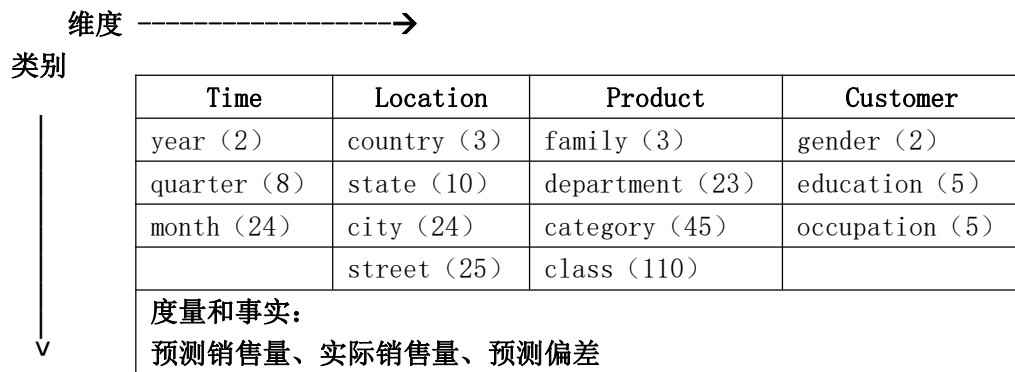 维度 ------------------→
类别
Time Location Product Customer
year（2） country（3） family（3） gender（2）
quarter（8） state（10） department（23） education（5）
month（24） city（24） category（45） occupation（5）
street（25） class（110）
度量和事实：
预测销售量、实际销售量、预测偏差